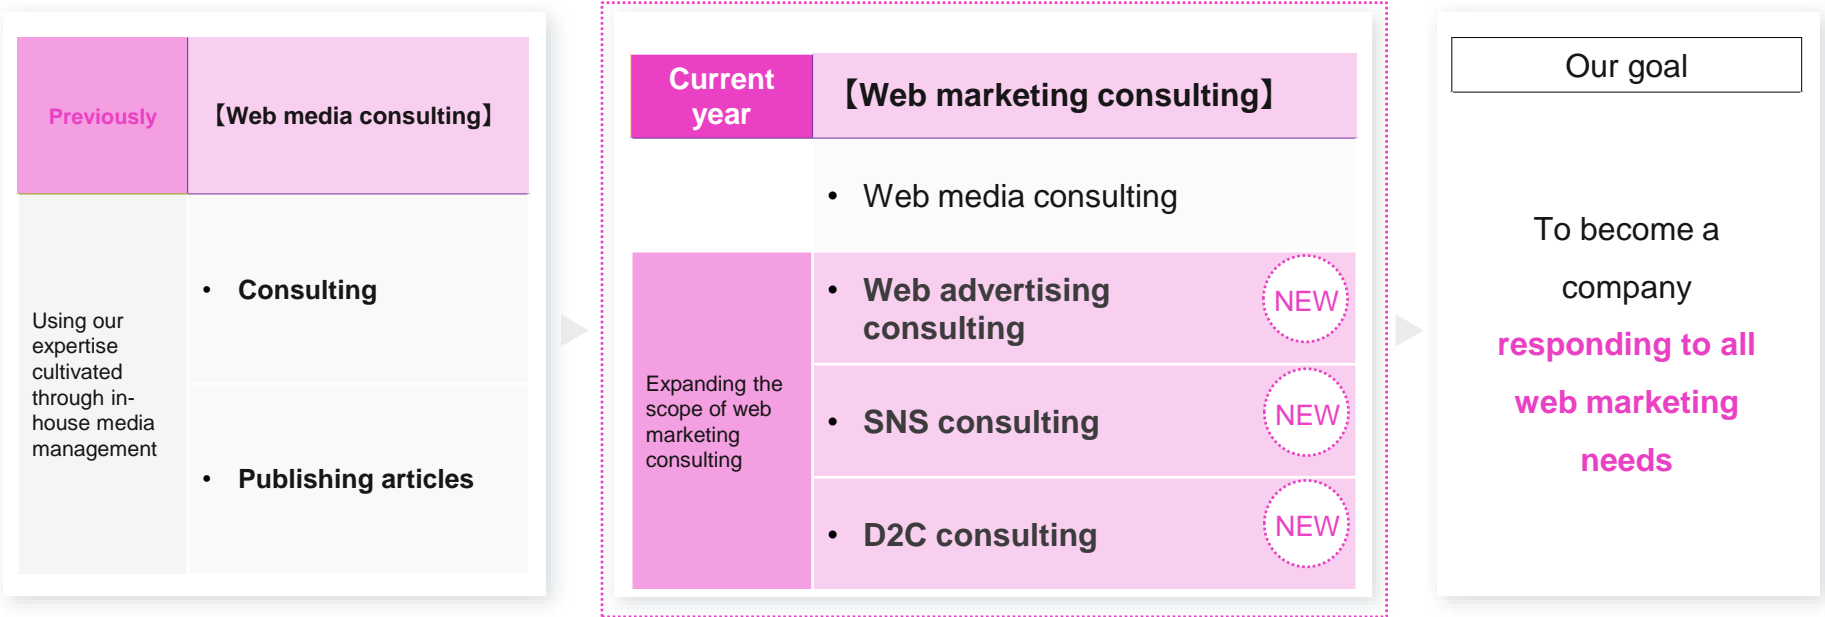 Previously
【Web media consulting】
Using our
expertise
cultivated
through in-
house media
management
• Consulting
• Publishing articles
Current
year
【Web marketing consulting】
• Web media consulting
Expanding the
scope of web
marketing
consulting
• Web advertising
consulting
NEW
• SNS consulting
NEW
• D2C consulting
NEW
Our goal
To become a
company
responding to all
web marketing
needs